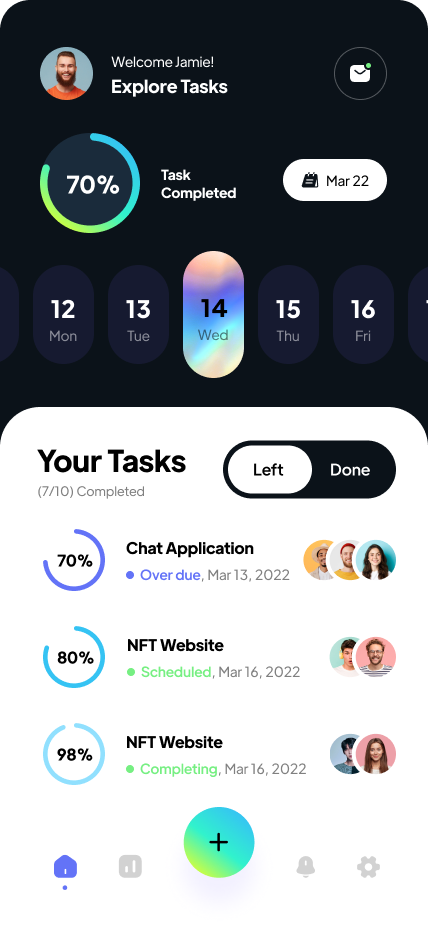 Welcome Jamie!
Explore Tasks
70%
Task
Completed
Mar 22
12
Mon
13
Tue
14
Wed
15
Thu
16
Fri
Your Tasks
(7/10) Completed
Left
Done
70%
Chat Application
Over due, Mar 13, 2022
80%
NFT Website
Scheduled, Mar 16, 2022
98%
NFT Website
Completing, Mar 16, 2022